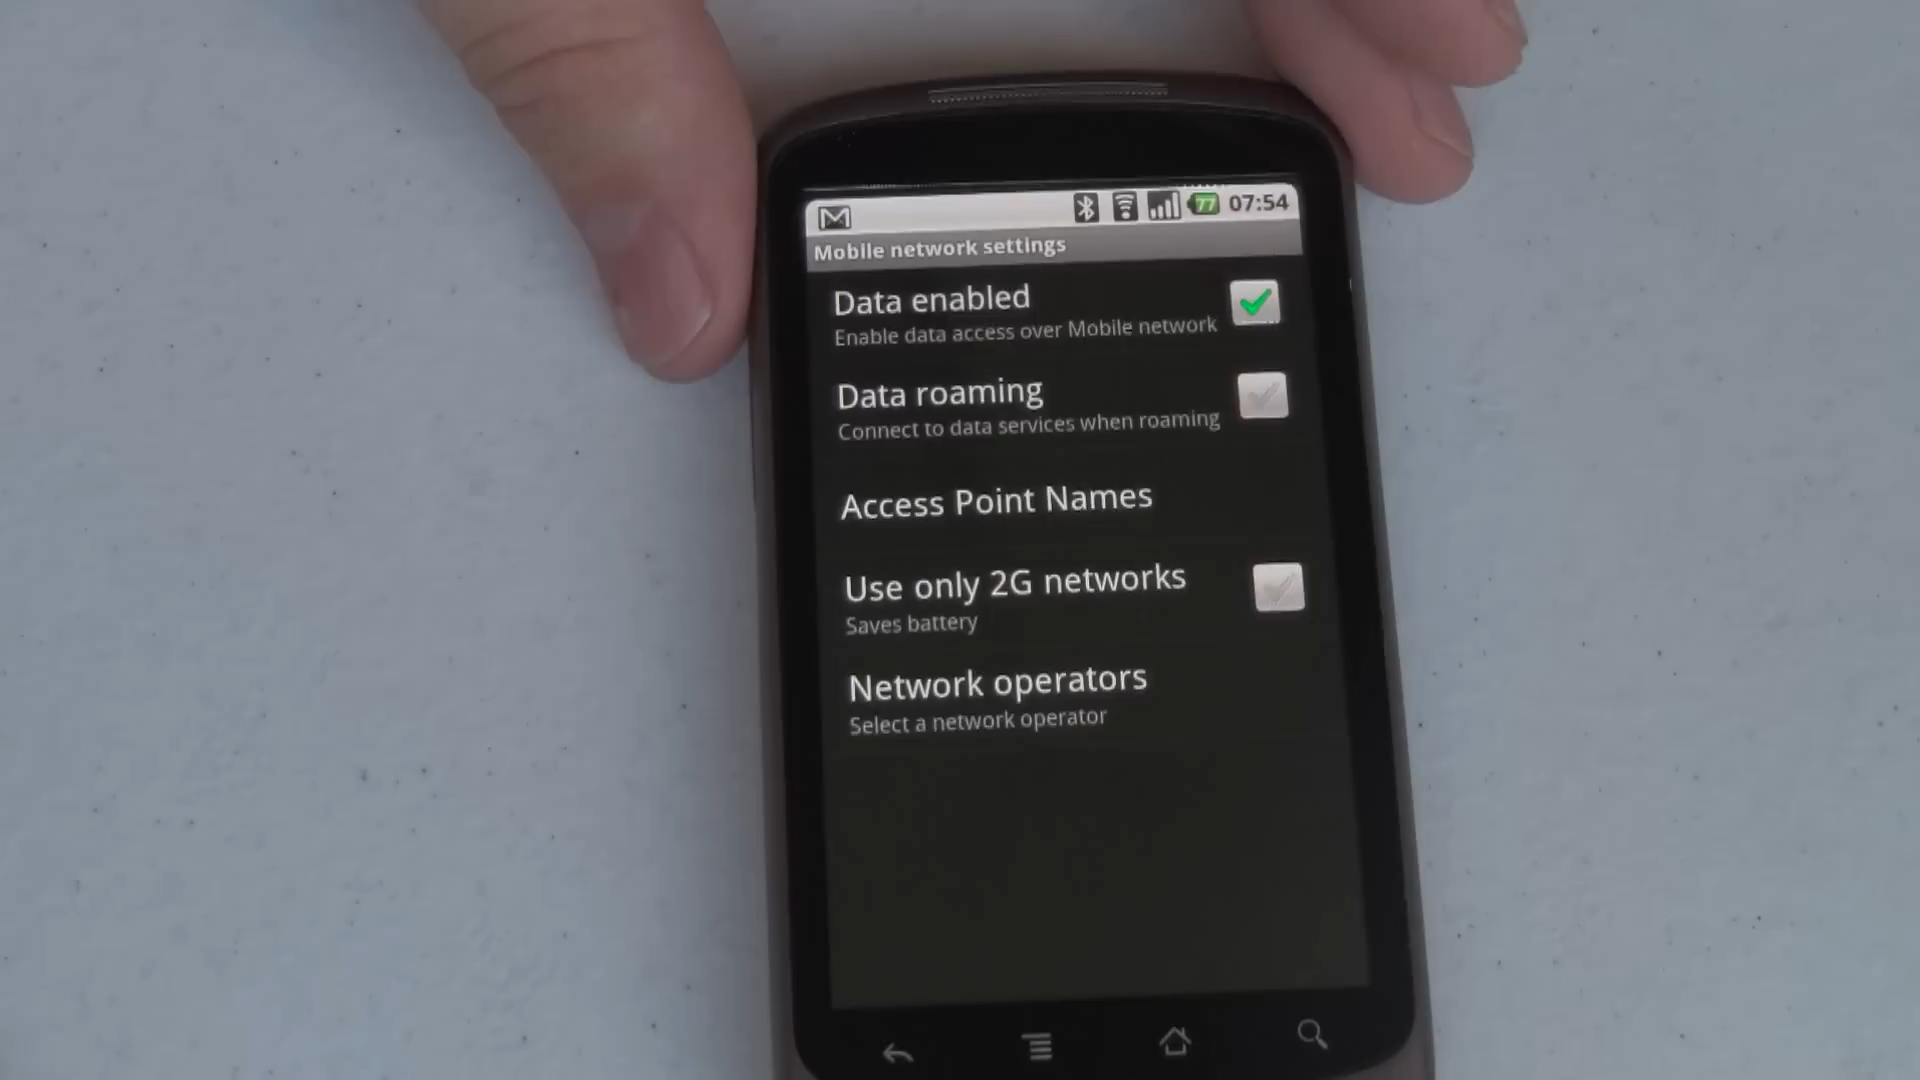 77 07:54
Mobile network settings
Data enabled
Enable data access over Mobile network
Data roaming
Connect to data services when roaming
Access Point Names
Use only 2G networks
Saves battery
Network operators
Select a network operator